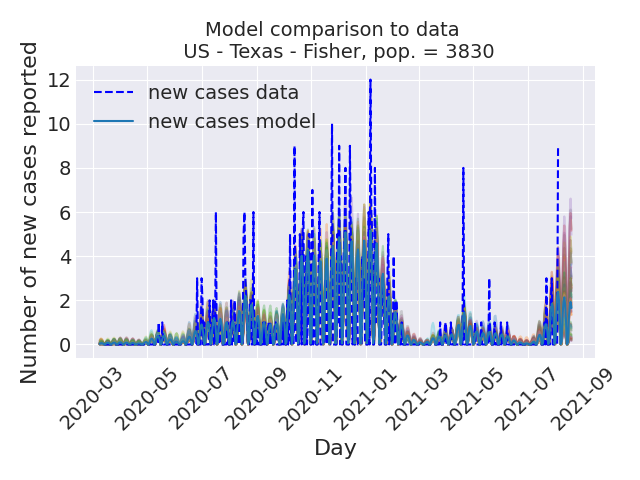 Model comparison to data
US - Texas - Fisher, pop. = 3830
Number of new cases reported
12
10
8
6
4
2
0
new cases data
new cases model
2020-03
2020-05
2020-07
2020-09
2020-11
2021-01
2021-03
2021-05
2021-07
2021-09
Day